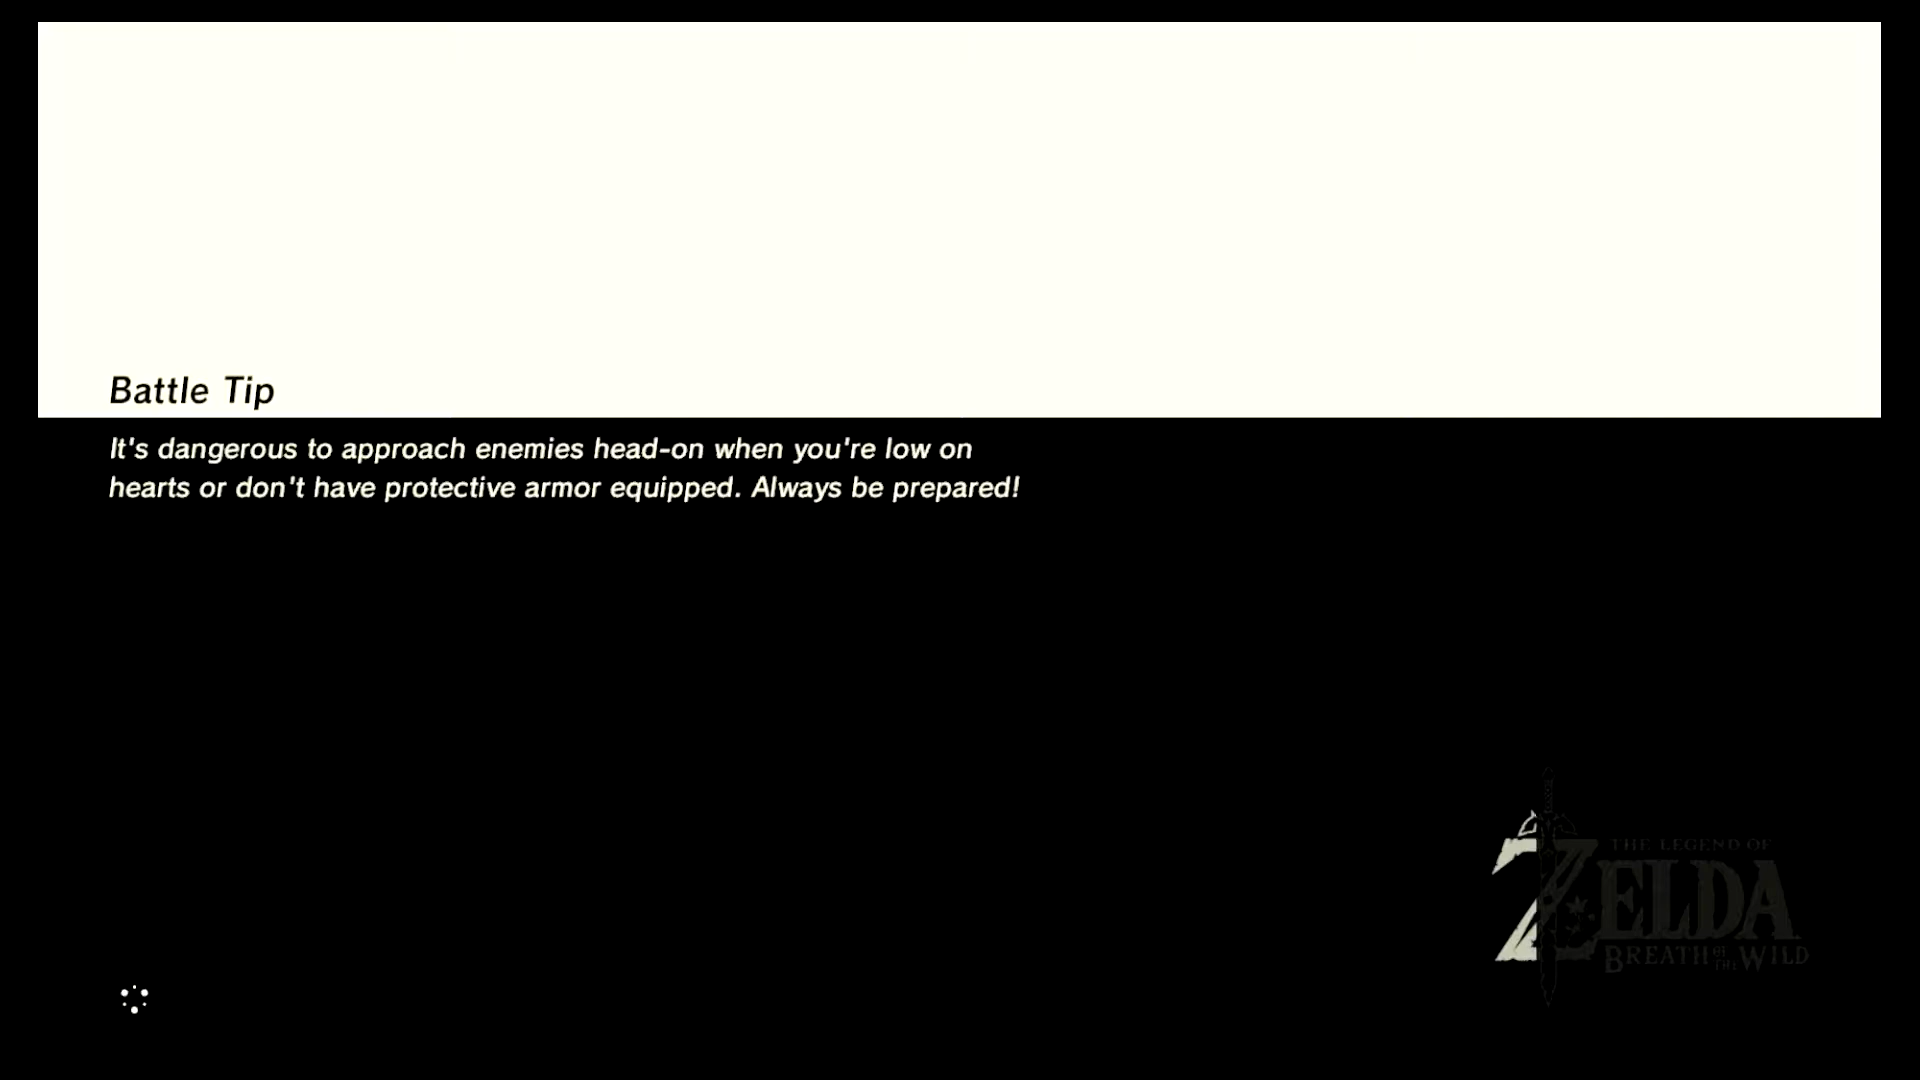 Battle Tip
It's dangerous to approach enemies head-on when you're low on
hearts or don't have protective armor equipped. Always be prepared!
THE LEGEND OF
ZELDA
BREATH OF THE WILD